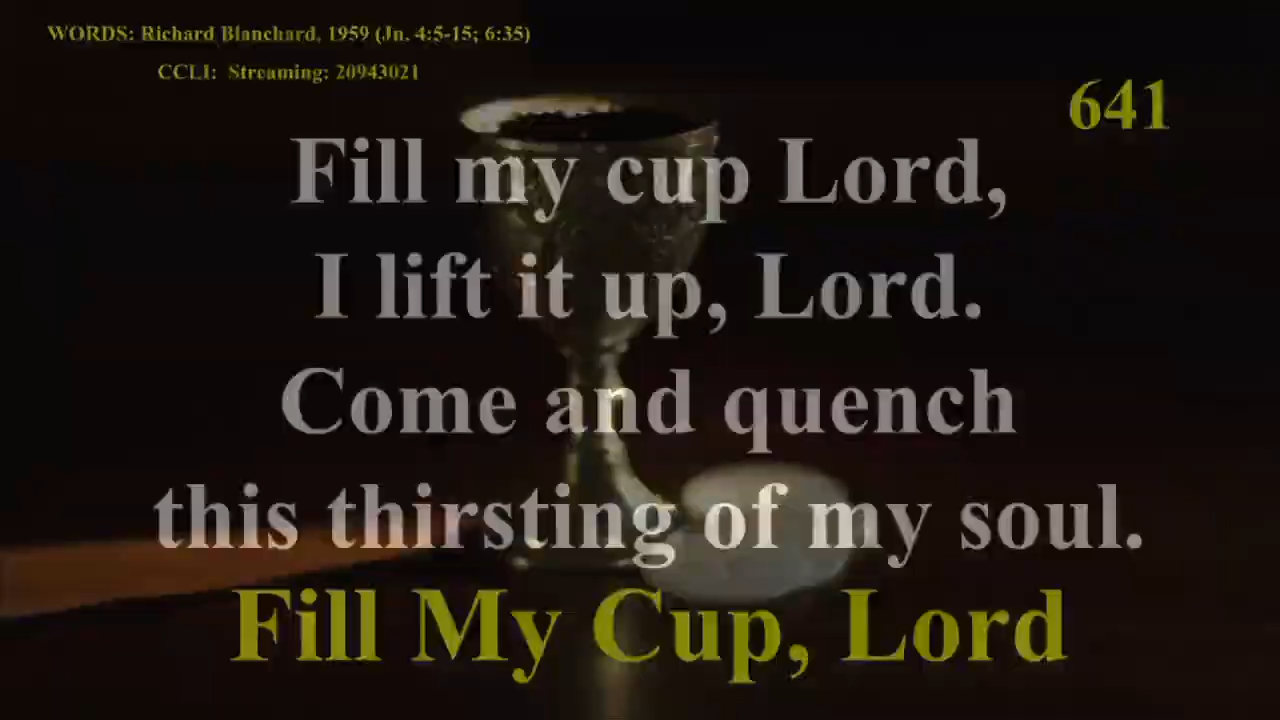 WORDS: Richard Blanchard, 1959 (Jn. 4:5-15; 6:35)
CCLI: Streaming: 20943021
641
Fill my cup Lord,
I lift it up, Lord.
Come and quench
this thirsting of my soul.
Fill My Cup, Lord